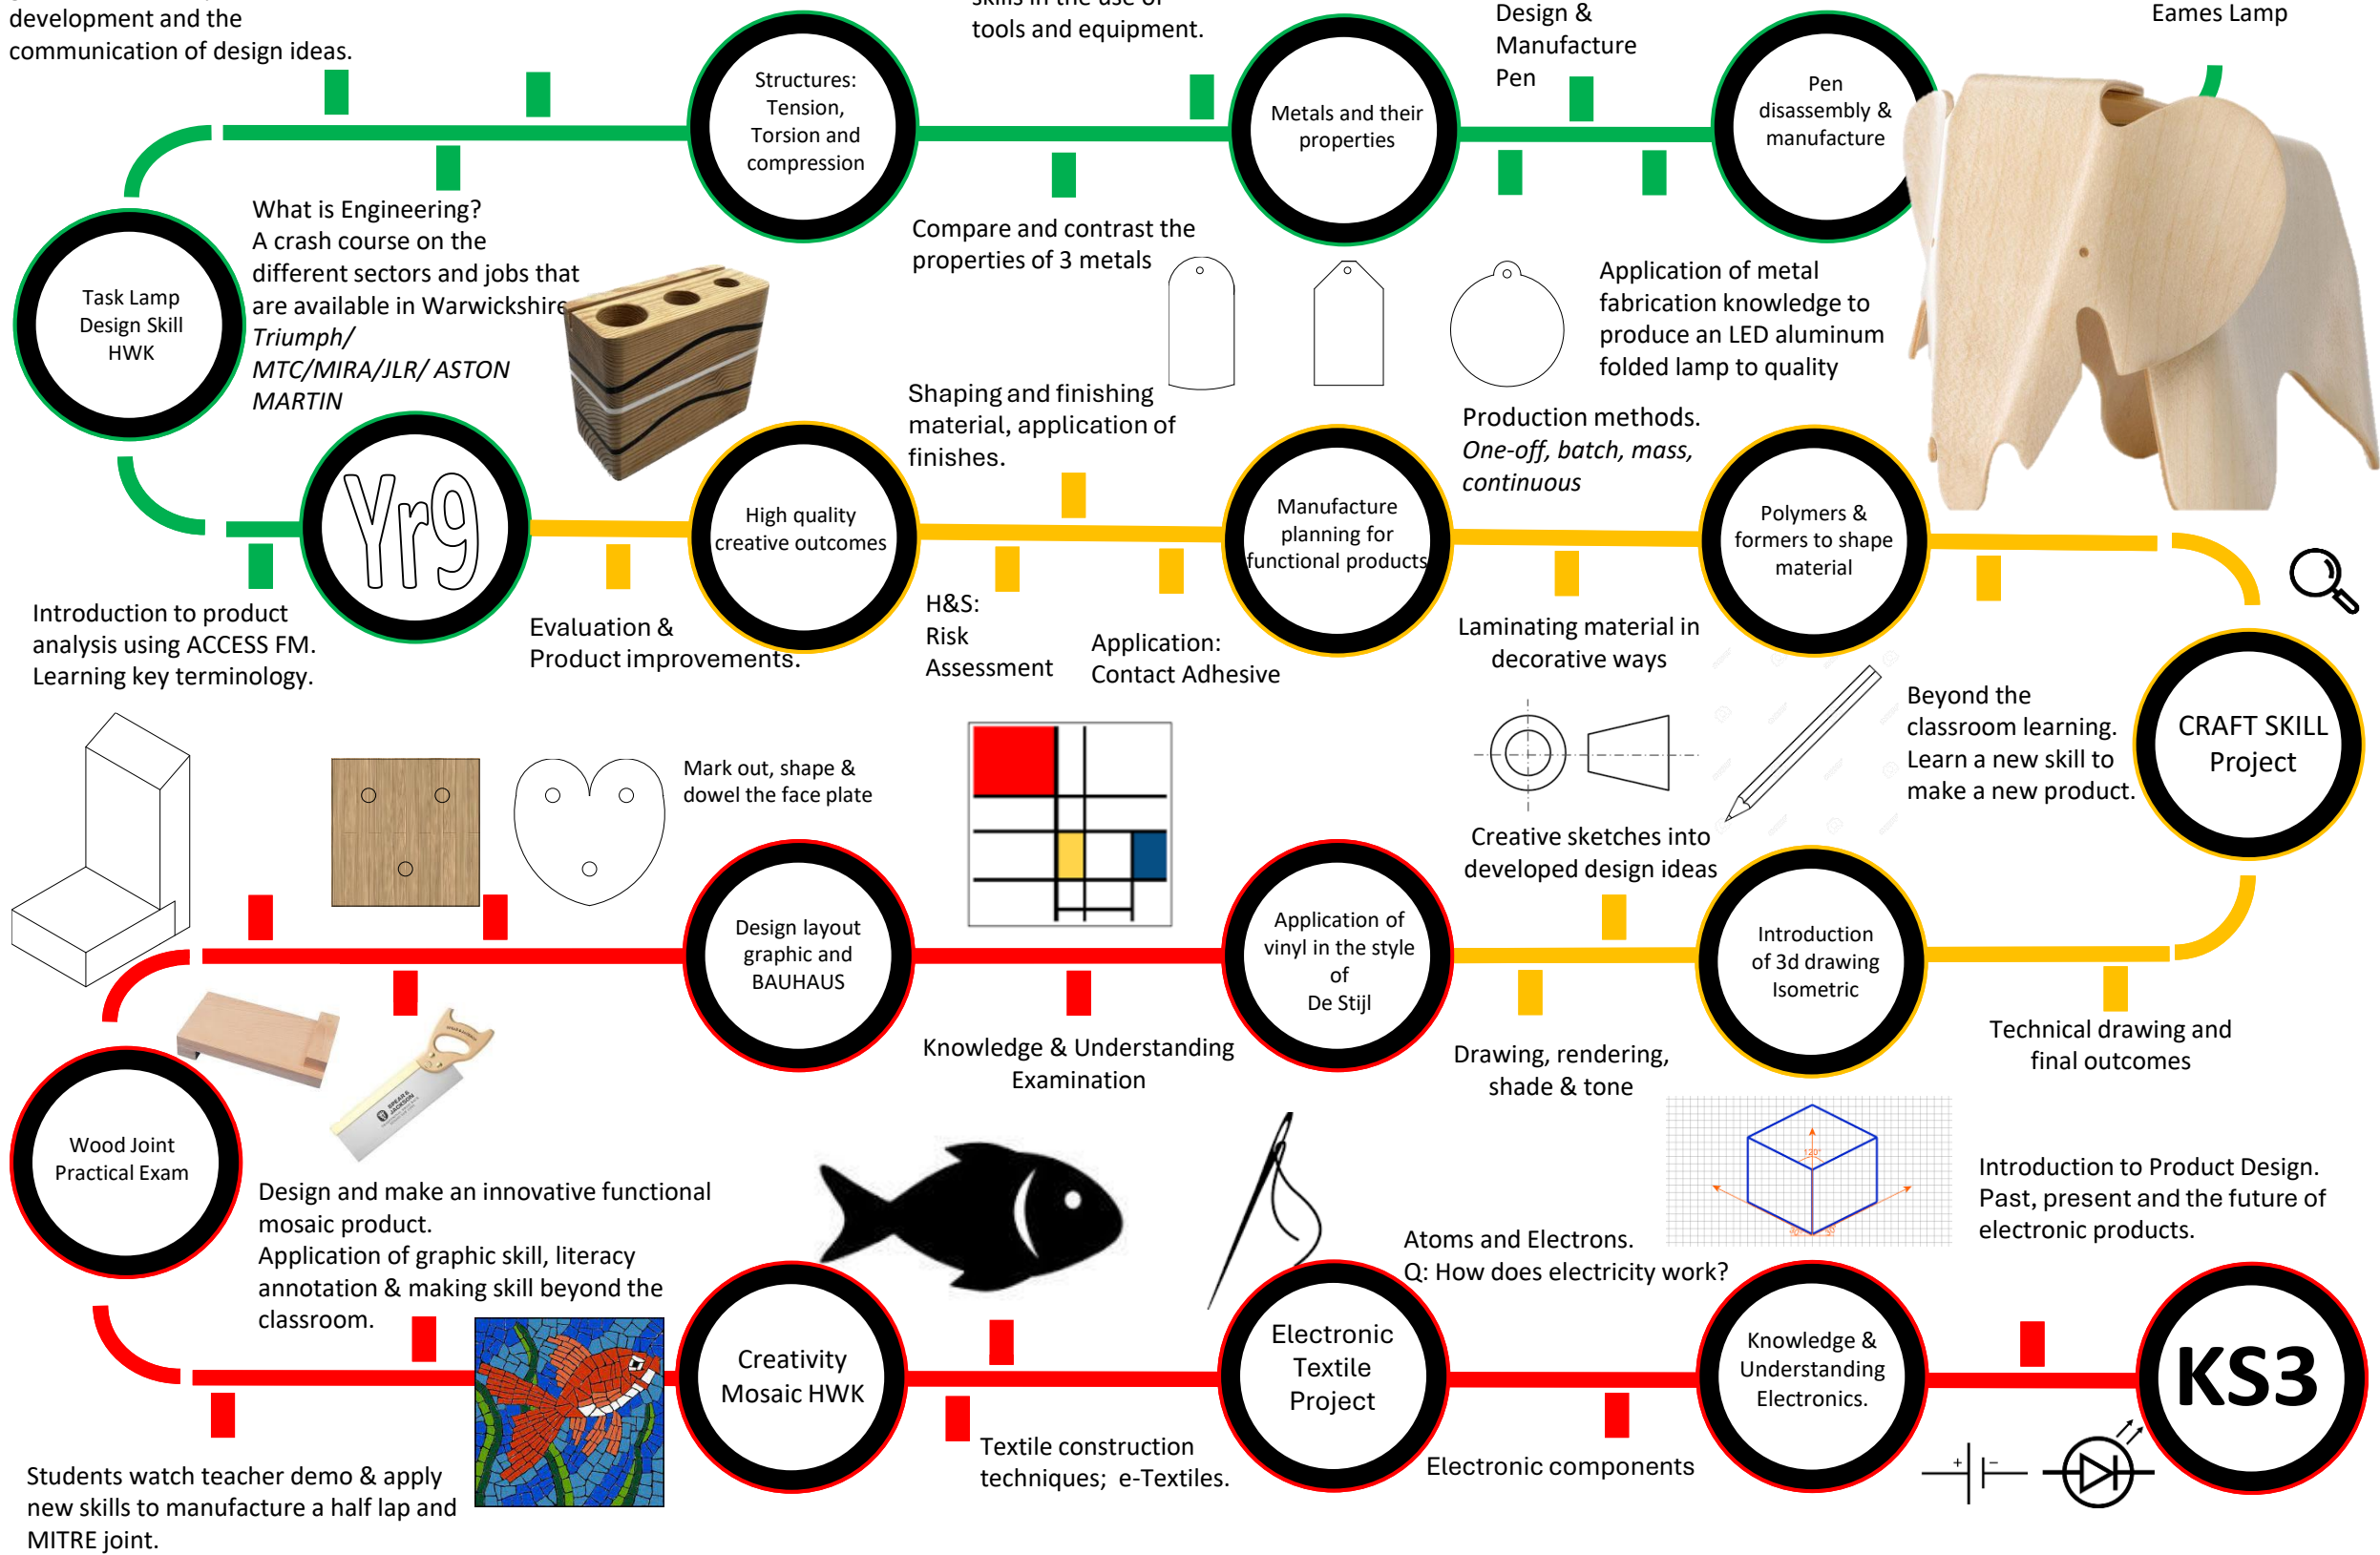 development and the
communication of design ideas.
tools and equipment.
Design &
Manufacture
Pen
Eames Lamp
Structures:
Tension,
Torsion and
compression
Metals and their
properties
Pen
disassembly &
manufacture
What is Engineering?
A crash course on the
different sectors and jobs that
are available in Warwickshire
Triumph/
MTC/MIRA/JLR/ ASTON
MARTIN
Compare and contrast the
properties of 3 metals
Application of metal
fabrication knowledge to
produce an LED aluminum
folded lamp to quality
Task Lamp
Design Skill
HWK
Shaping and finishing
material, application of
finishes.
Production methods.
One-off, batch, mass,
continuous
Yr9
High quality
creative outcomes
Manufacture
planning for
functional products
Polymers &
formers to shape
material
Introduction to product
analysis using ACCESS FM.
Learning key terminology.
Evaluation &
Product improvements.
H&S:
Risk
Assessment
Application:
Contact Adhesive
Laminating material in
decorative ways
Beyond the
classroom learning.
Learn a new skill to
make a new product.
CRAFT SKILL
Project
Mark out, shape &
dowel the face plate
Creative sketches into
developed design ideas
Design layout
graphic and
BAUHAUS
Application of
vinyl in the style
of
De Stijl
Introduction
of 3d drawing
Isometric
Knowledge & Understanding
Examination
Drawing, rendering,
shade & tone
Technical drawing and
final outcomes
SPEAR &
JACKSON
120°
Wood Joint
Practical Exam
Design and make an innovative functional
mosaic product.
Application of graphic skill, literacy
annotation & making skill beyond the
classroom.
Atoms and Electrons.
Q: How does electricity work?
Introduction to Product Design.
Past, present and the future of
electronic products.
Creativity
Mosaic HWK
Electronic
Textile
Project
Knowledge &
Understanding
Electronics.
KS3
Students watch teacher demo & apply
new skills to manufacture a half lap and
MITRE joint.
Textile construction
techniques; e-Textiles.
Electronic components
+ −